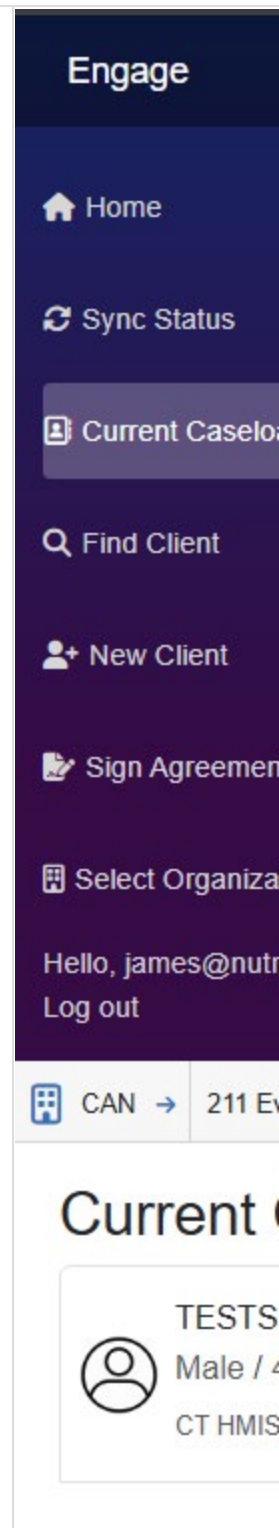 Engage
Home
Sync Status
Current Caseloa
Find Client
New Client
Sign Agreemen
Select Organiza
Hello, james@nutr
Log out
CAN → 211 Ev
Current
TESTS
Male / 4
CT HMIS